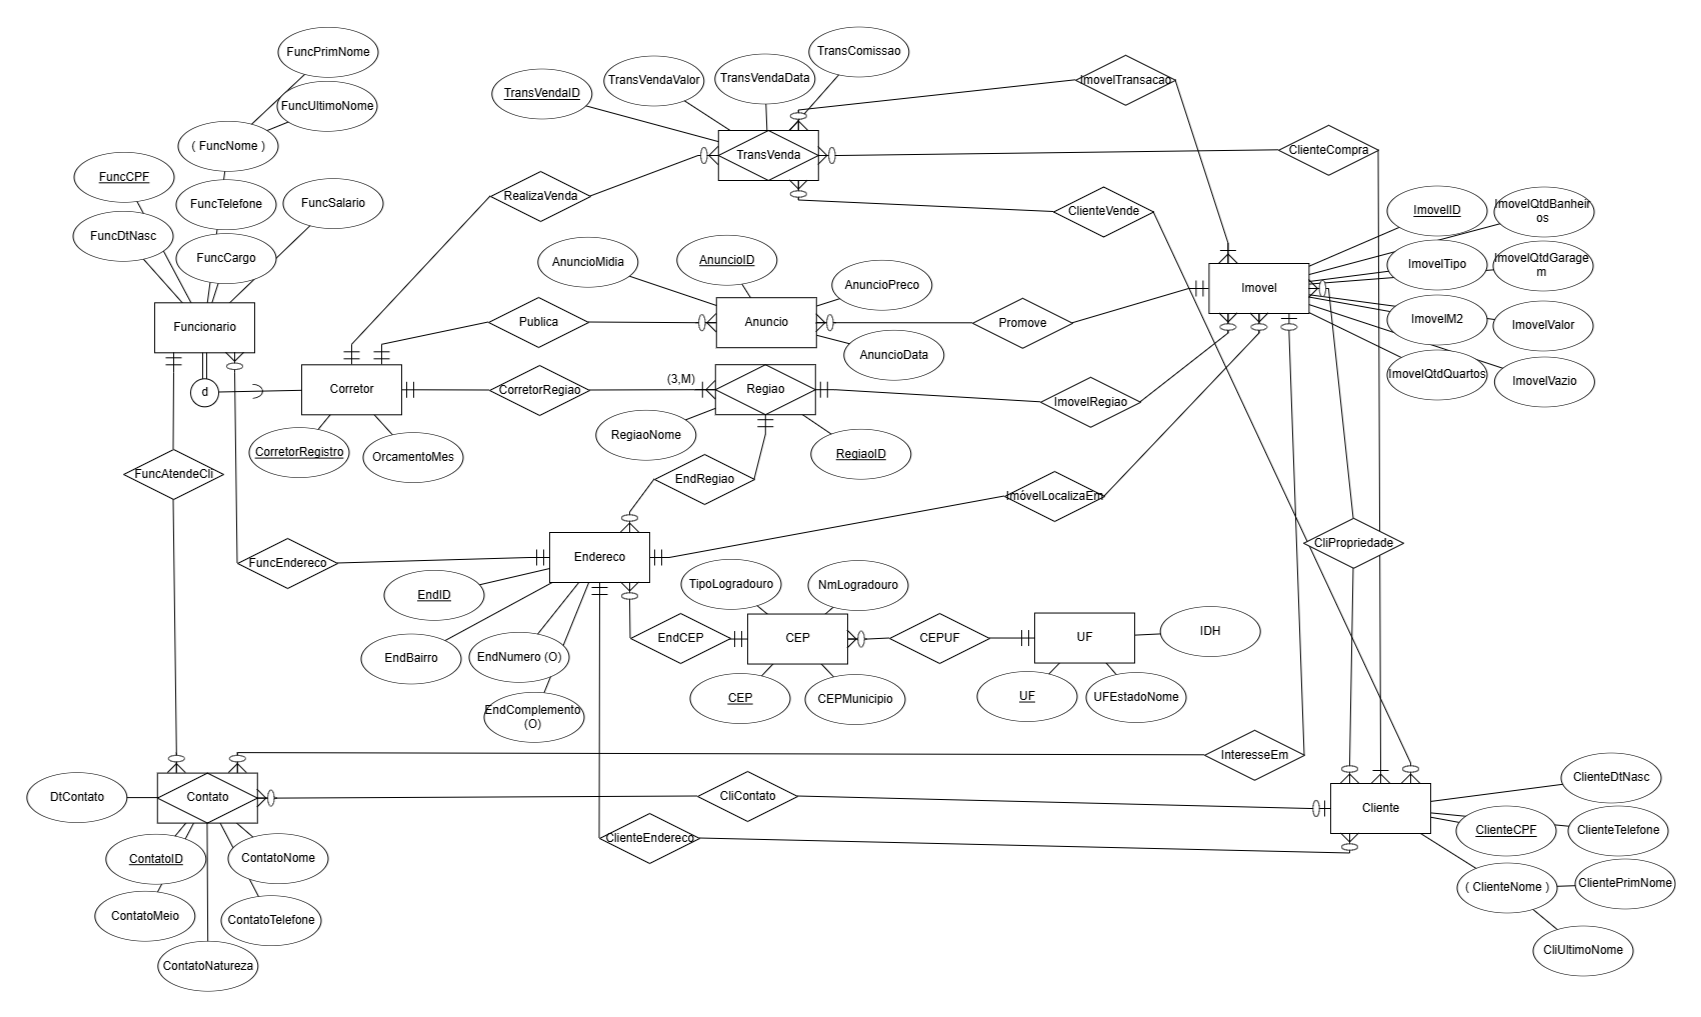 FuncPrimNome
FuncUltimoNome
( FuncNome )
FuncCPF
FuncTelefone
FuncSalario
FuncDtNasc
FuncCargo
Funcionario
d
TransComissao
TransVendaValor
TransVendaData
TransVendaID
TransVenda
ImovelTransacao
ClienteCompra
RealizaVenda
ClienteVende
ImovelID
ImovelQtdBanhei
ros
ImovelTipo
ImovelQtdGarage
m
Imovel
ImovelM2
ImovelValor
ImovelQtdQuartos
ImovelVazio
AnuncioMidia
AnuncioID
AnuncioPreco
Publica
Anuncio
Promove
AnuncioData
Corretor
CorretorRegiao
(3,M)
Regiao
ImovelRegiao
RegiaoNome
RegiaoID
CorretorRegistro
OrcamentoMes
FuncAtendeCli
EndRegiao
ImóvelLocalizaEm
CliPropriedade
FuncEndereco
Endereco
EndID
EndBairro
EndNumero (O)
EndComplemento
(O)
TipoLogradouro
NmLogradouro
EndCEP
CEP
CEPUF
UF
IDH
CEP
CEPMunicipio
UF
UFEstadoNome
InteresseEm
DtContato
Contato
CliContato
Cliente
ClienteDtNasc
ClienteEndereco
ClienteCPF
ClienteTelefone
ContatoID
ContatoNome
ContatoMeio
ContatoTelefone
ContatoNatureza
( ClienteNome )
ClientePrimNome
CliUltimoNome